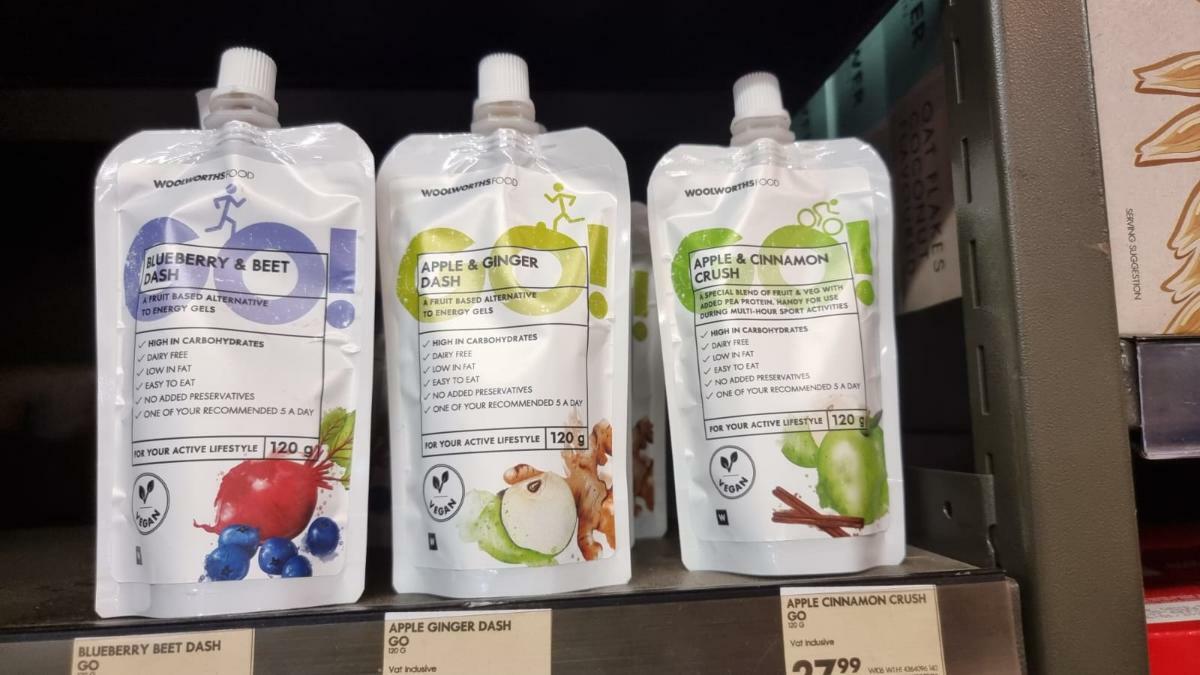 WOOLWORTHSFOOD
GO!
BLUEBERRY & BEET
DASH
A FRUIT BASED ALTERNATIVE
TO ENERGY GELS
✓ HIGH IN CARBOHYDRATES
✓ DAIRY FREE
✓ LOW IN FAT
✓ EASY TO EAT
✓ NO ADDED PRESERVATIVES
✓ ONE OF YOUR RECOMMENDED 5 A DAY
FOR YOUR ACTIVE LIFESTYLE 120 g
VEGAN
WOOLWORTHSFOOD
GO!
APPLE & GINGER
DASH
A FRUIT BASED ALTERNATIVE
TO ENERGY GELS
✓ HIGH IN CARBOHYDRATES
✓ DAIRY FREE
✓ LOW IN FAT
✓ EASY TO EAT
✓ NO ADDED PRESERVATIVES
✓ ONE OF YOUR RECOMMENDED 5 A DAY
FOR YOUR ACTIVE LIFESTYLE 120 g
VEGAN
W
WOOLWORTHSFOOD
GO!
APPLE & CINNAMON
CRUSH
A SPECIAL BLEND OF FRUIT & VEG WITH
ADDED PEA PROTEIN. HANDY FOR USE
DURING MULTI-HOUR SPORT ACTIVITIES
✓ HIGH IN CARBOHYDRATES
✓ DAIRY FREE
✓ LOW IN FAT
✓ EASY TO EAT
✓ NO ADDED PRESERVATIVES
✓ ONE OF YOUR RECOMMENDED 5 A DAY
FOR YOUR ACTIVE LIFESTYLE 120 g
VEGAN
W
OAT FLAKES
COCONUT
SERVING SUGGESTION
BLUEBERRY BEET DASH
GO
APPLE GINGER DASH
GO
120 G
Vat Inclusive
APPLE CINNAMON CRUSH
GO
120 G
Vat Inclusive
27.99